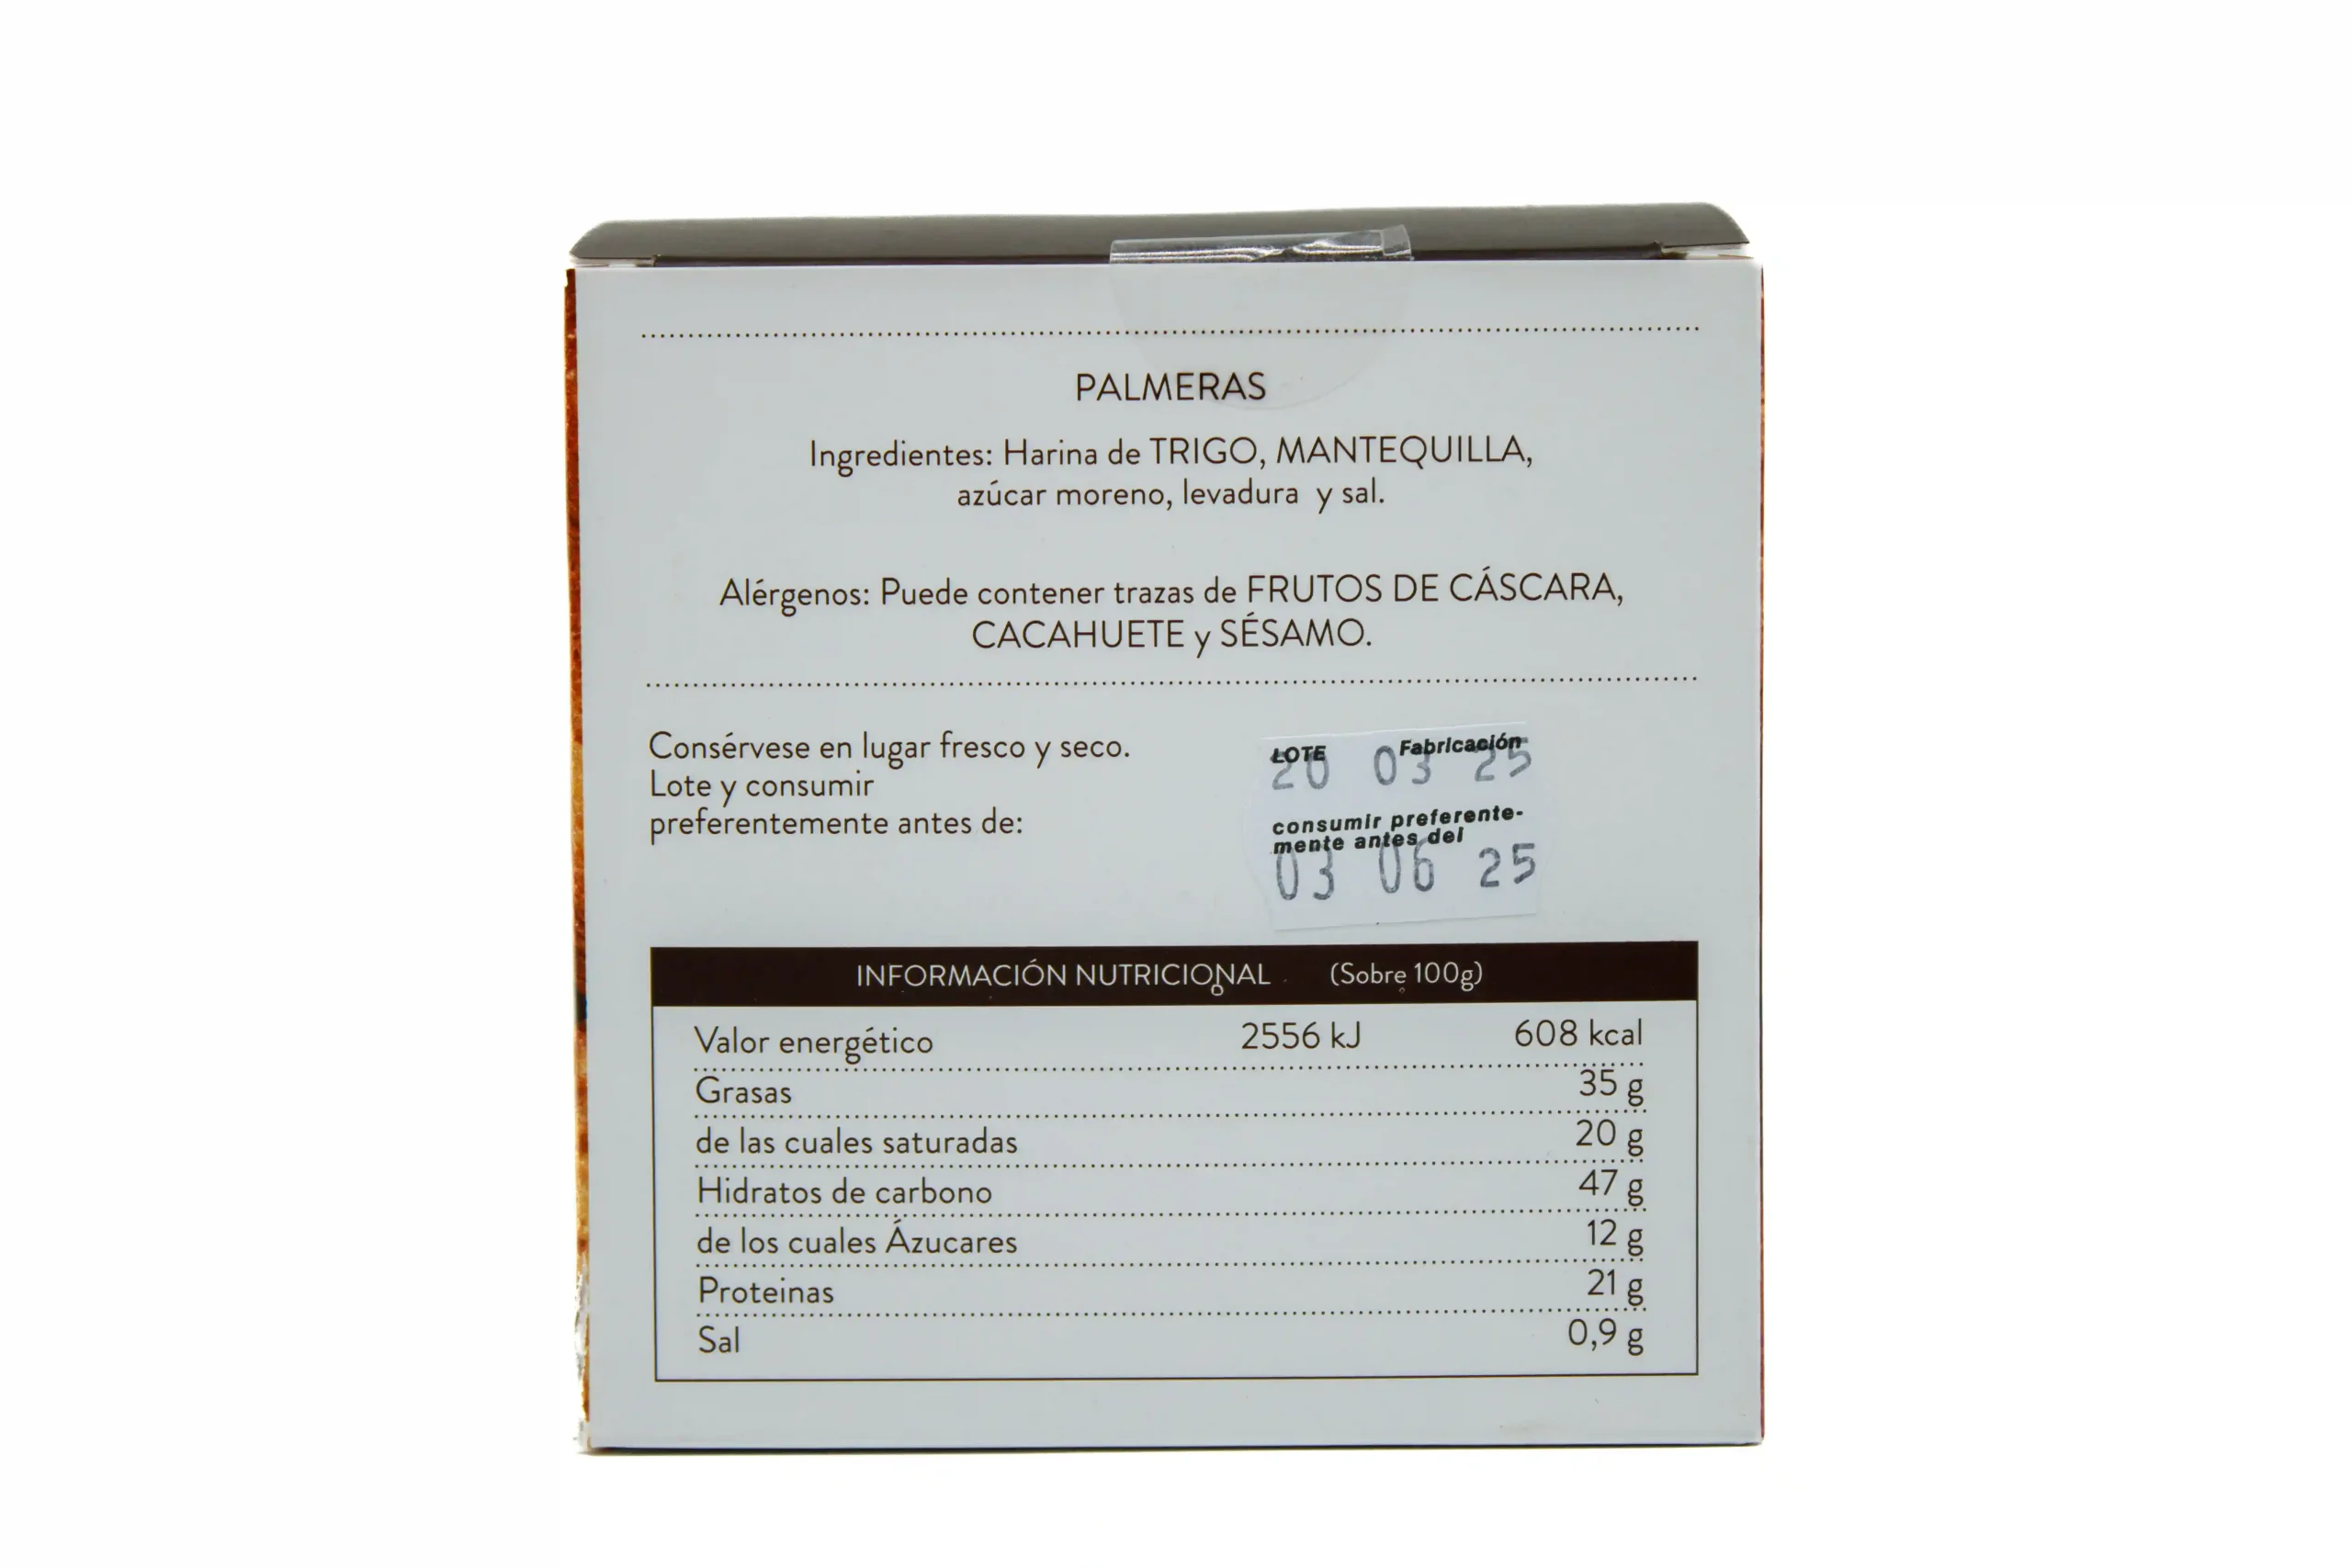 PALMERAS
Ingredientes: Harina de TRIGO, MANTEQUILLA,
azúcar moreno, levadura y sal.
Alérgenos: Puede contener trazas de FRUTOS DE CÁSCARA,
CACAHUETE y SÉSAMO.
Consérvese en lugar fresco y seco.
Lote y consumir
preferentemente antes de:
LOTE Fabricación
20 03 25
consumir preferente-
mente antes del
03 06 25
INFORMACIÓN NUTRICIONAL (Sobre 100g)
Valor energético 2556 kJ 608 kcal
Grasas 35 g
de las cuales saturadas 20 g
Hidratos de carbono 47 g
de los cuales Ázucares 12 g
Proteinas 21 g
Sal 0,9 g